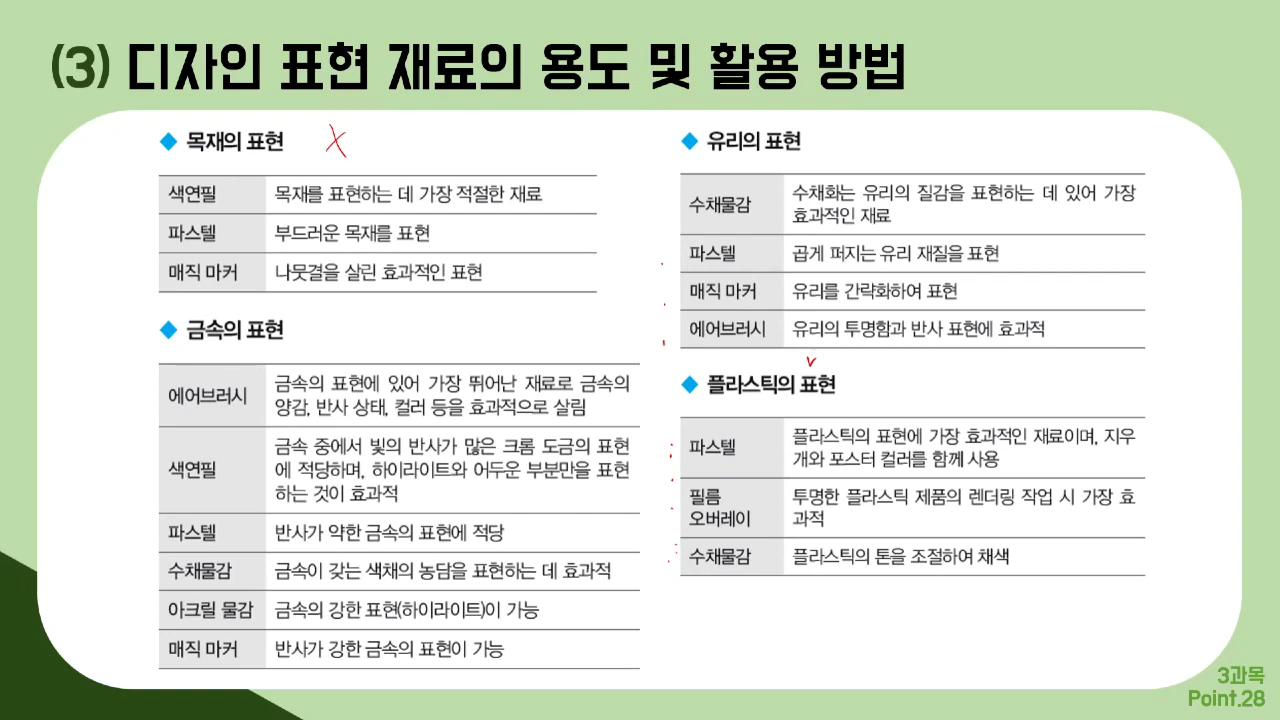 (3) 디자인 표현 재료의 용도 및 활용 방법
◆ 목재의 표현
색연필 목재를 표현하는 데 가장 적절한 재료
파스텔 부드러운 목재를 표현
매직 마커 나뭇결을 살린 효과적인 표현
◆ 금속의 표현
에어브러시 금속의 표현에 있어 가장 뛰어난 재료로 금속의
양감, 반사 상태, 컬러 등을 효과적으로 살림
색연필 금속 중에서 빛의 반사가 많은 크롬 도금의 표현
에 적당하며, 하이라이트와 어두운 부분만을 표현
하는 것이 효과적
파스텔 반사가 약한 금속의 표현에 적당
수채물감 금속이 갖는 색채의 농담을 표현하는 데 효과적
아크릴 물감 금속의 강한 표현(하이라이트)이 가능
매직 마커 반사가 강한 금속의 표현이 가능
◆ 유리의 표현
수채물감 수채화는 유리의 질감을 표현하는 데 있어 가장
효과적인 재료
파스텔 곱게 퍼지는 유리 재질을 표현
매직 마커 유리를 간략화하여 표현
에어브러시 유리의 투명함과 반사 표현에 효과적
◆ 플라스틱의 표현
파스텔 플라스틱의 표현에 가장 효과적인 재료이며, 지우
개와 포스터 컬러를 함께 사용
필름 투명한 플라스틱 제품의 렌더링 작업 시 가장 효
오버레이 과적
수채물감 플라스틱의 톤을 조절하여 채색
3과목
Point.28